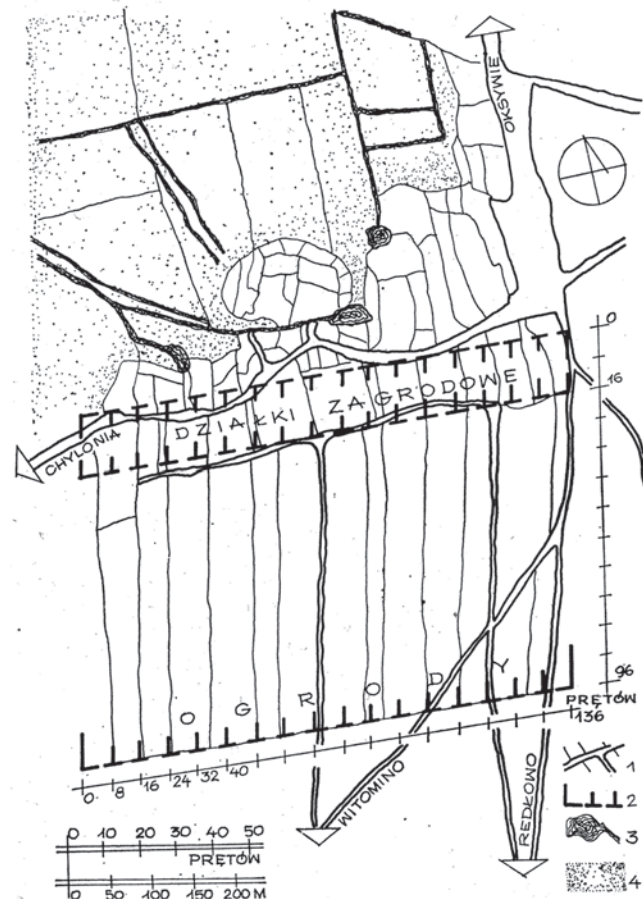 OKSYWIE
0
16
DZIAŁKI ZAGRODOWE
CHYLONIA
96
OGRODY
PRĘTÓW
136
0 8 16 24 32 40
1
2
3
4
WITOMINO
REDŁOWO
0 10 20 30 40 50
PRĘTÓW
0 50 100 150 200 M